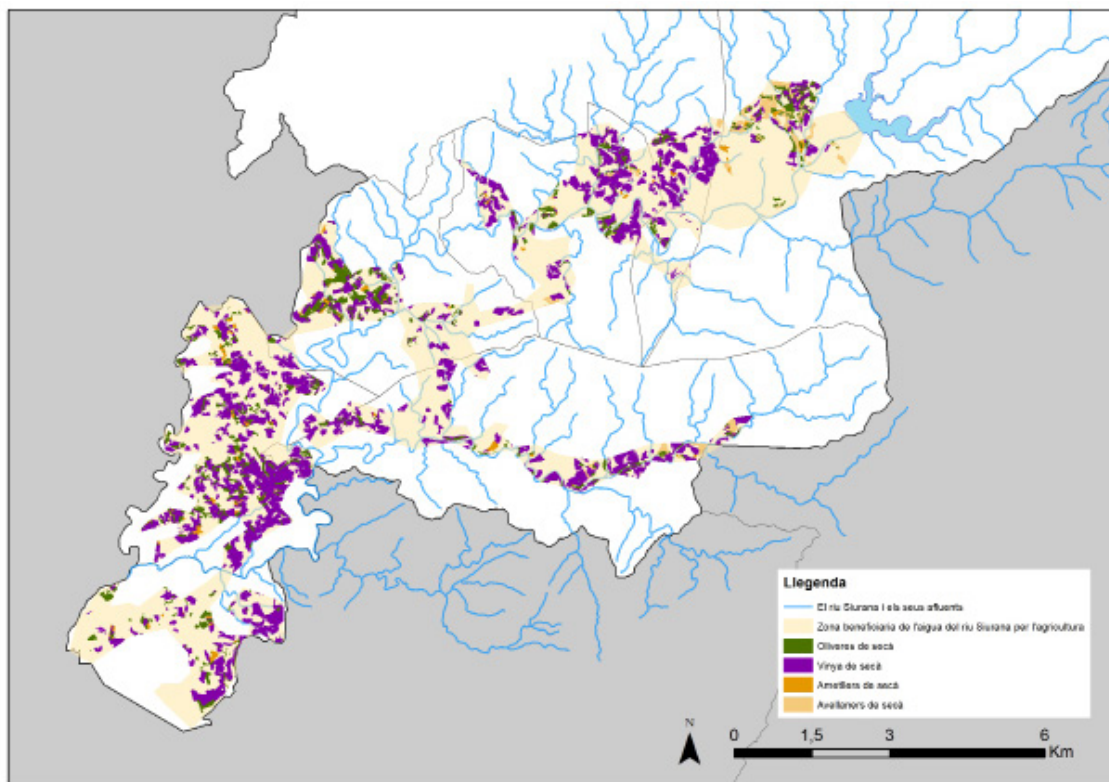 Llegenda
El riu Siurana i els seus afluents
Zona beneficiaria de l'aigua del riu Siurana per l'agricultura
Oliveres de secà
Vinya de secà
Ametllers de secà
Avellaners de secà
N
0 1,5 3 6
Km